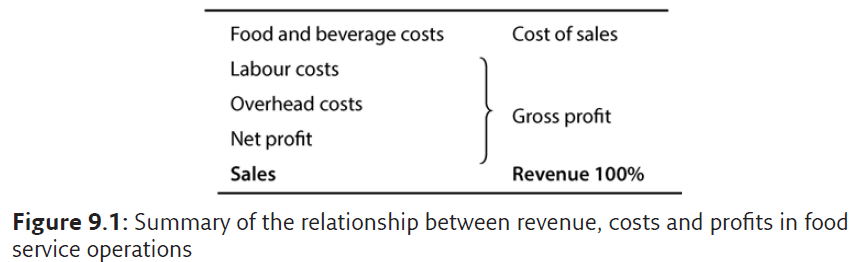 Food and beverage costs Cost of sales
Labour costs
Overhead costs
Gross profit
Net profit
Sales Revenue 100%
Figure 9.1: Summary of the relationship between revenue, costs and profits in food
service operations